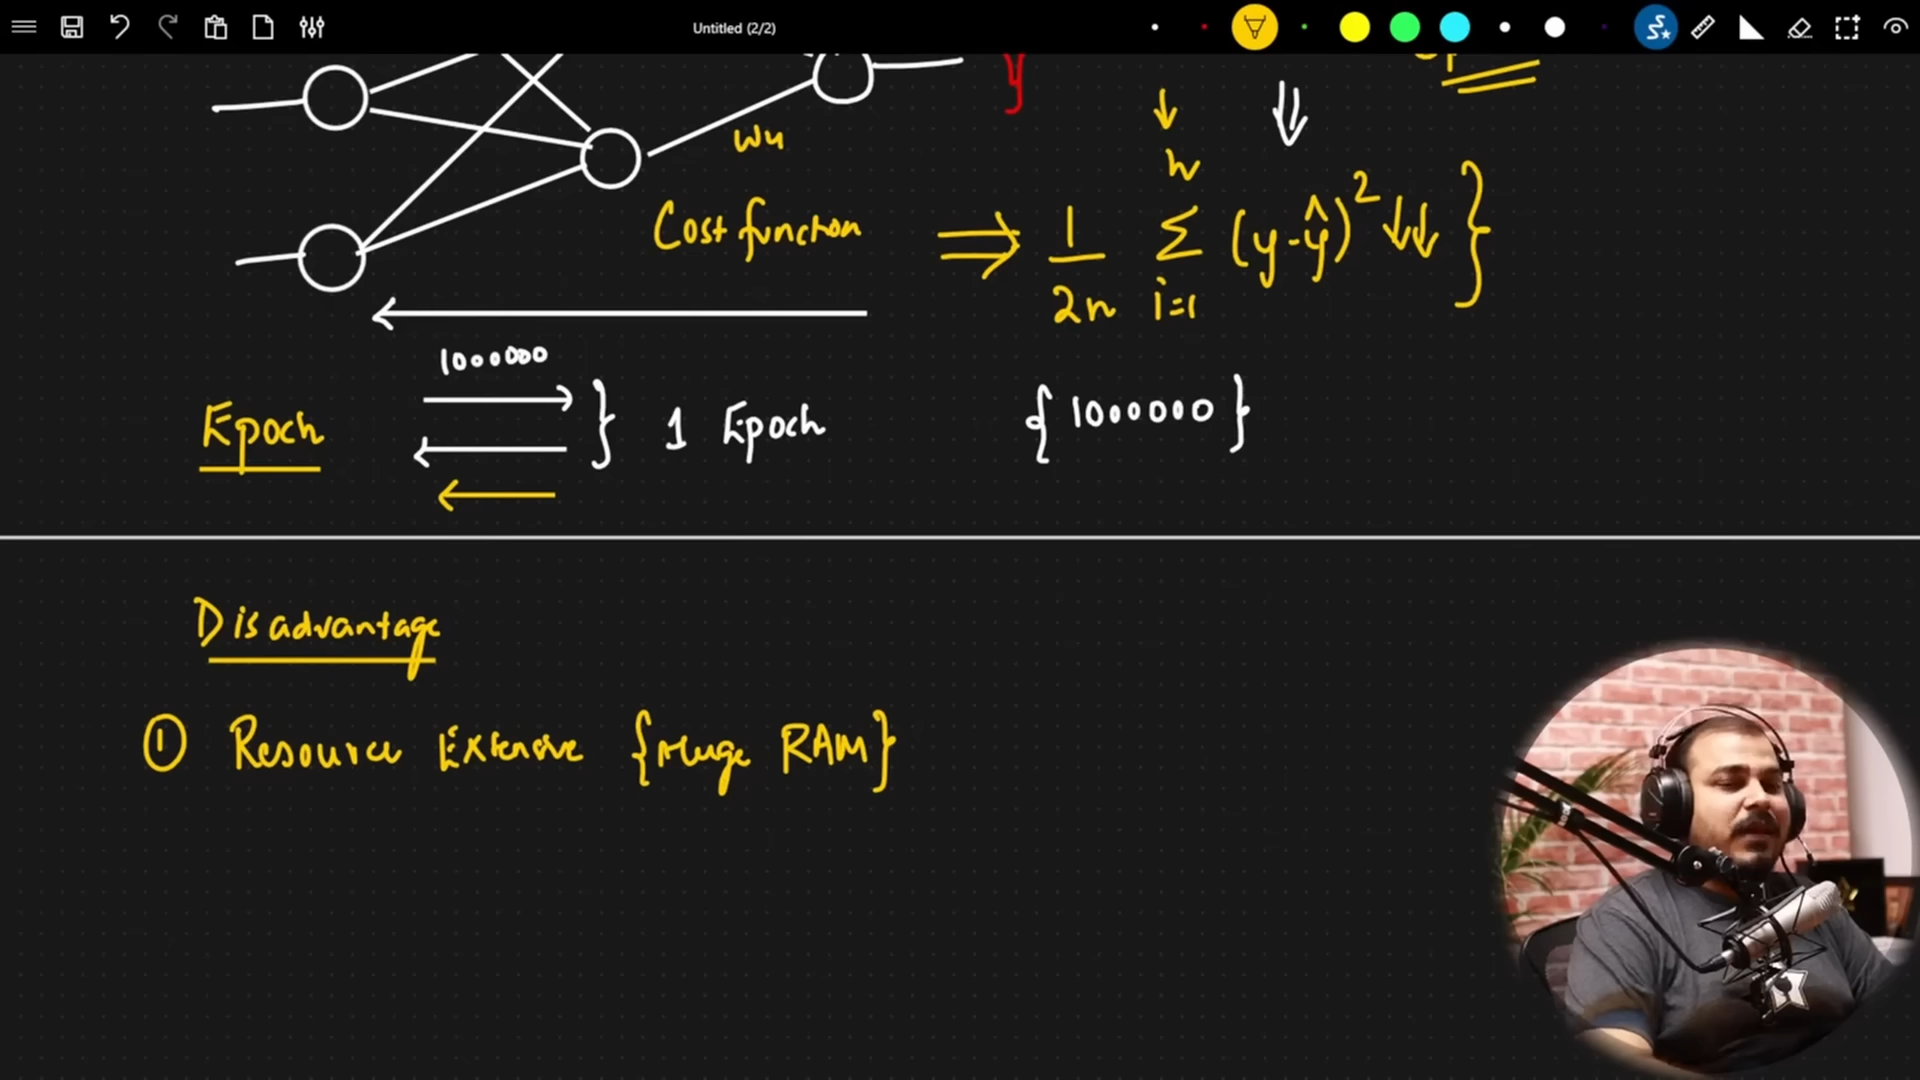 Untitled (2/2)
y
w4
n
Cost function ⇒ 1/2n Σ (y-ŷ)² ↓↓ }
i=1
1000000
Epoch } 1 Epoch { 1000000 }
Disadvantage
① Resource Extensive {Huge RAM}